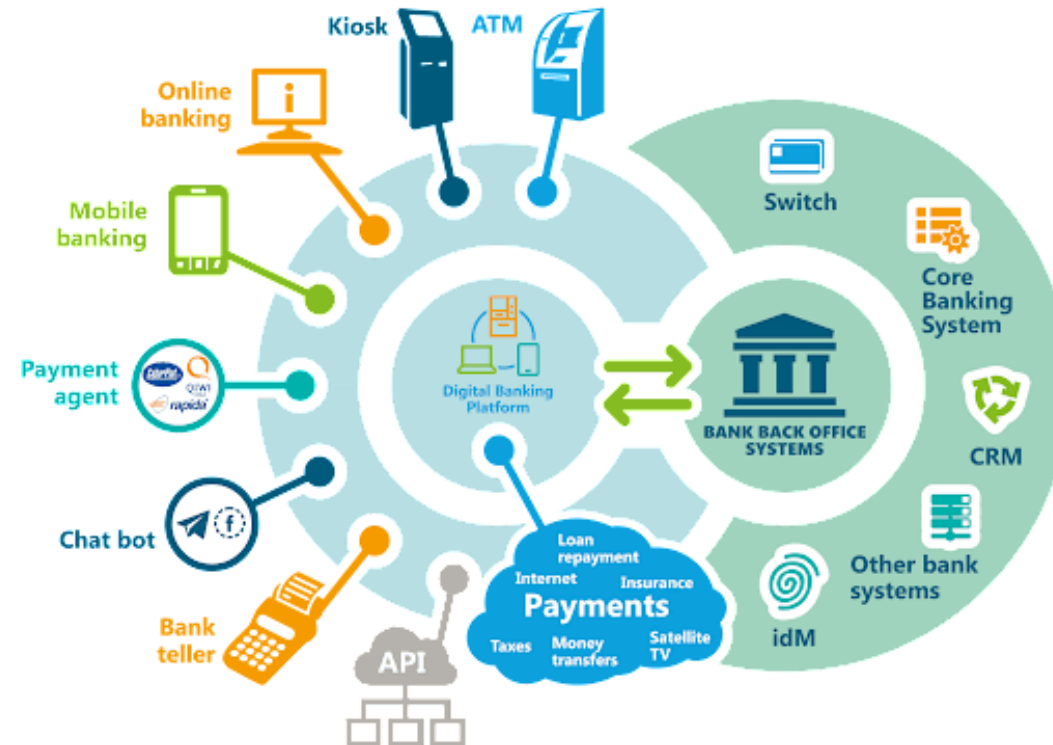 Kiosk
ATM
Online
banking
i
Mobile
banking
Switch
Core
Banking
System
Digital Banking
Platform
BANK BACK OFFICE
SYSTEMS
Payment
agent
QIWI
rapida
CRM
Chat bot
f
Loan
repayment
Internet
Insurance
Payments
Taxes
Money
transfers
Satellite
TV
Other bank
systems
idM
Bank
teller
API